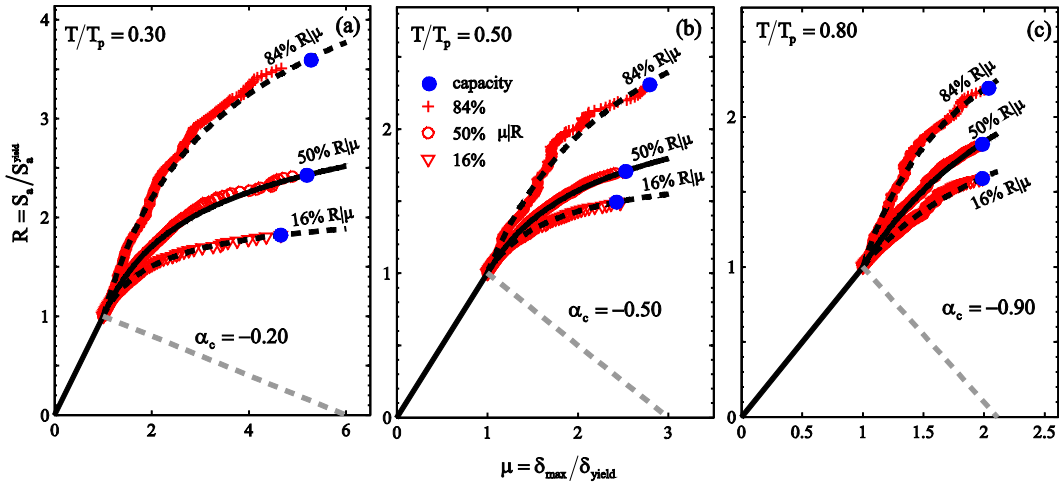 (a)
T/Tp = 0.30
84% R|μ
50% R|μ
16% R|μ
αc = −0.20
R = Sa/Sa^yield
4
3
2
1
0
0
2
4
6
(b)
T/Tp = 0.50
capacity
84%
50% μ|R
16%
84% R|μ
50% R|μ
16% R|μ
αc = −0.50
2
1
0
0
1
2
3
μ = δmax/δyield
(c)
T/Tp = 0.80
84% R|μ
50% R|μ
16% R|μ
αc = −0.90
2
1
0
0
0.5
1
1.5
2
2.5